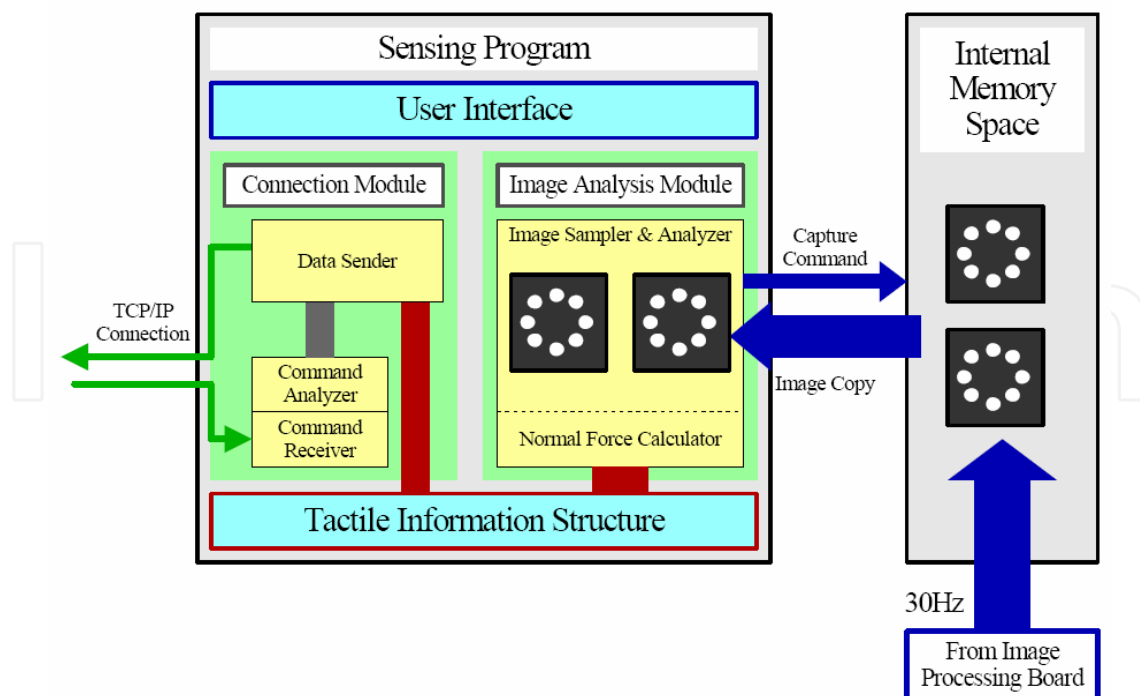 Sensing Program
User Interface
Connection Module
Data Sender
TCP/IP
Connection
Command
Analyzer
Command
Receiver
Image Analysis Module
Image Sampler & Analyzer
Normal Force Calculator
Tactile Information Structure
Capture
Command
Image Copy
Internal
Memory
Space
30Hz
From Image
Processing Board